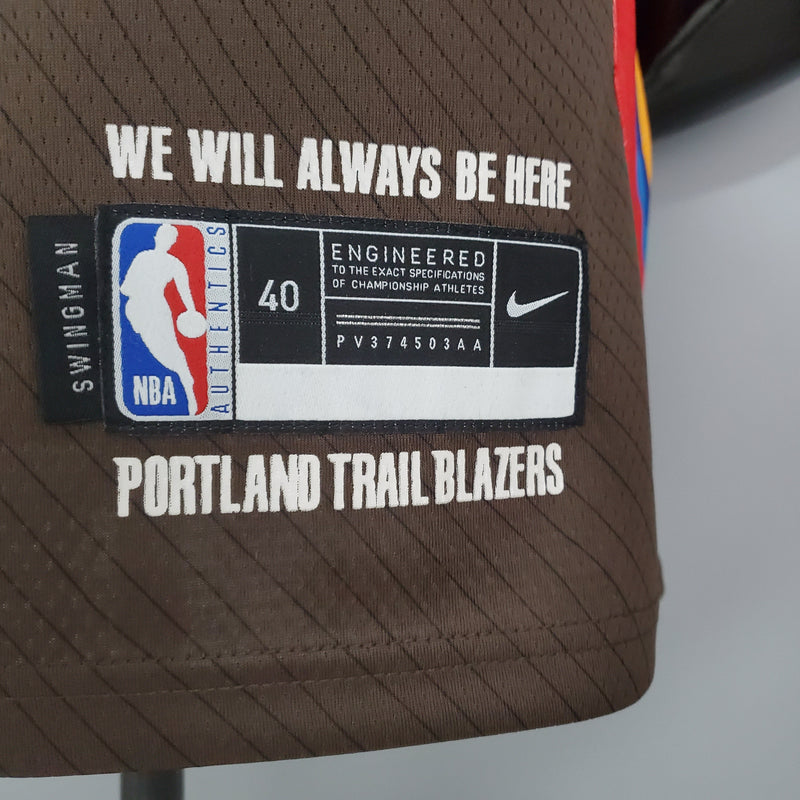 WE WILL ALWAYS BE HERE
SWINGMAN
NBA
AUTHENTICS
40
ENGINEERED
TO THE EXACT SPECIFICATIONS
OF CHAMPIONSHIP ATHLETES
PV374503AA
PORTLAND TRAIL BLAZERS